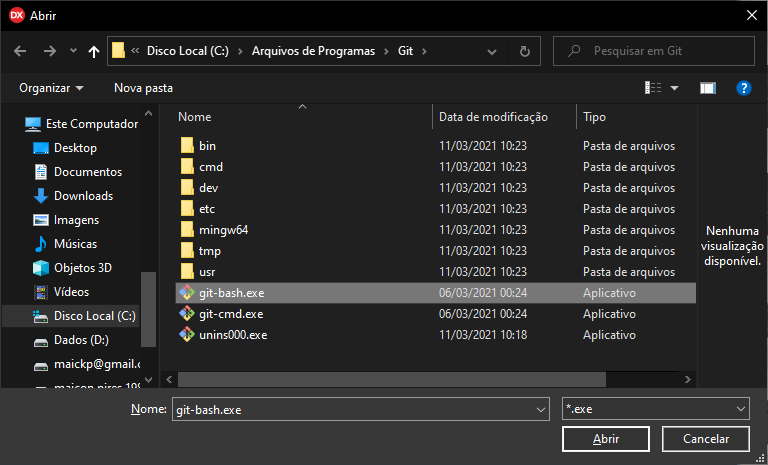 DX Abrir
« Disco Local (C:) › Arquivos de Programas › Git ›
Pesquisar em Git
Organizar
Nova pasta
?
Este Computador
Desktop
Documentos
Downloads
Imagens
Músicas
Objetos 3D
Vídeos
Disco Local (C:)
Dados (D:)
maickp@gmail.c
Nome Data de modificação Tipo
bin 11/03/2021 10:23 Pasta de arquivos
cmd 11/03/2021 10:23 Pasta de arquivos
dev 11/03/2021 10:23 Pasta de arquivos
etc 11/03/2021 10:23 Pasta de arquivos
mingw64 11/03/2021 10:23 Pasta de arquivos
tmp 11/03/2021 10:23 Pasta de arquivos
usr 11/03/2021 10:23 Pasta de arquivos
git-bash.exe 06/03/2021 00:24 Aplicativo
git-cmd.exe 06/03/2021 00:24 Aplicativo
unins000.exe 11/03/2021 10:18 Aplicativo
Nenhuma
visualização
disponível.
Nome: git-bash.exe
*.exe
Abrir
Cancelar